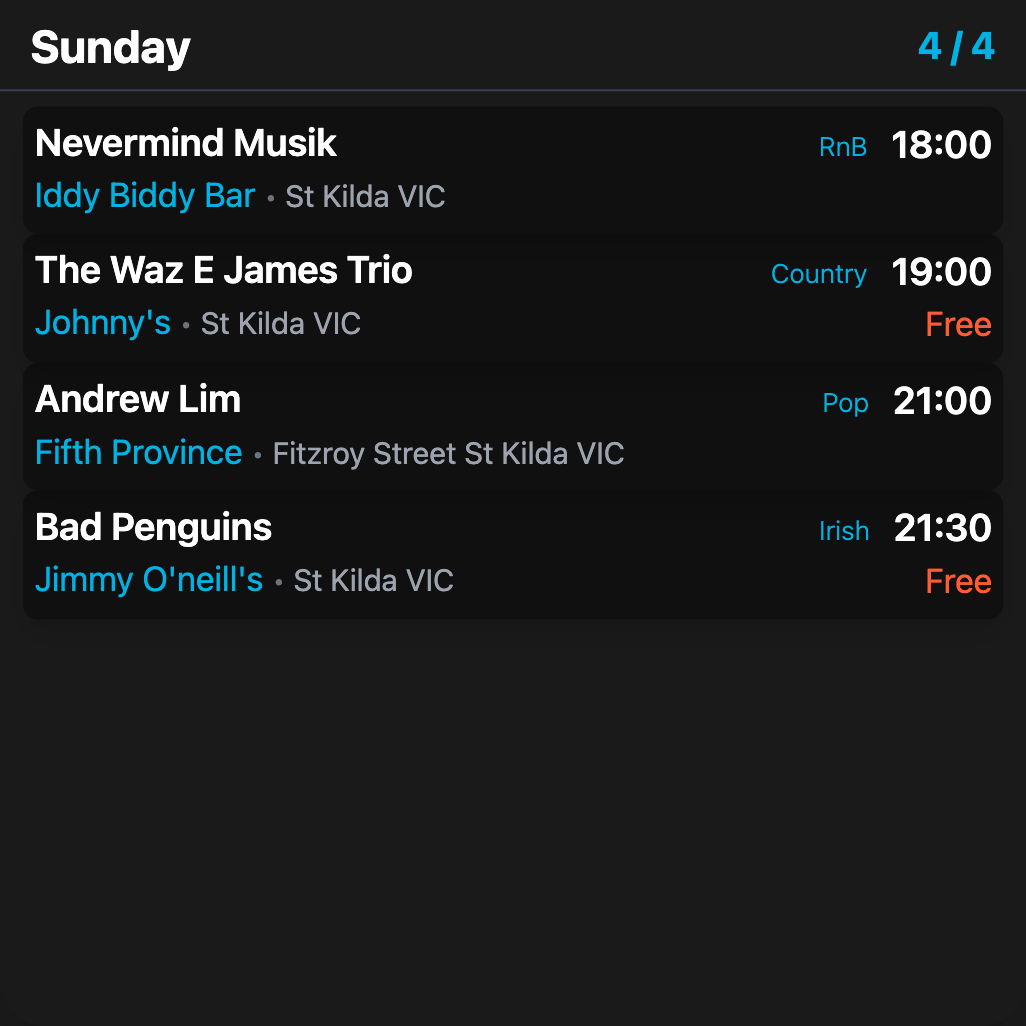 Sunday 4 / 4
Nevermind Musik RnB 18:00
Iddy Biddy Bar • St Kilda VIC
The Waz E James Trio Country 19:00
Johnny's • St Kilda VIC Free
Andrew Lim Pop 21:00
Fifth Province • Fitzroy Street St Kilda VIC
Bad Penguins Irish 21:30
Jimmy O'neill's • St Kilda VIC Free